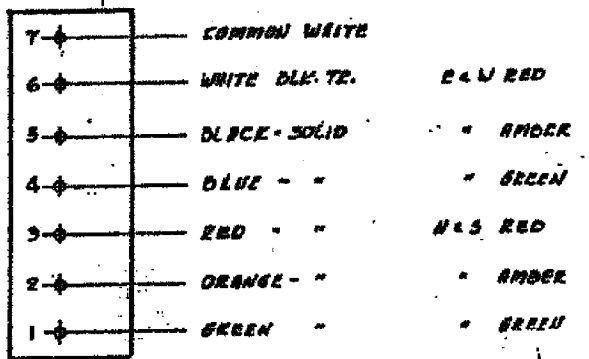 7 COMMON WHITE
6 WHITE BLK. TR. E & W RED
5 BLACK - SOLID " AMBER
4 BLUE - " " GREEN
3 RED - " N & S RED
2 ORANGE - " " AMBER
1 GREEN " " GREEN